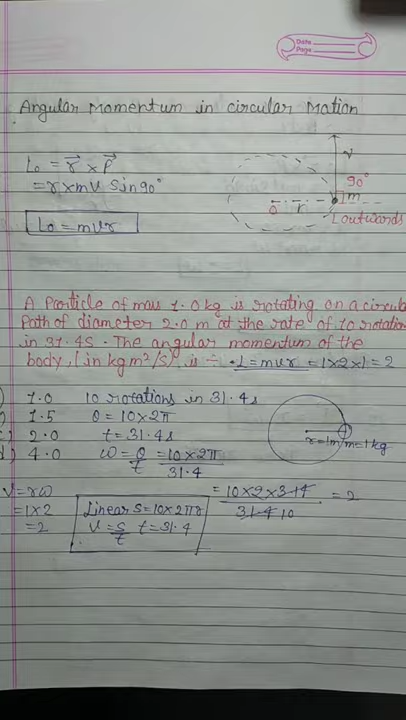 Date
Page
Angular Momentum in circular Motion
L₀ = r⃗ × P⃗
= r × mv Sin90°
L₀ = mvr
v
90°
m
o r
L outwards
A Particle of mass 1.0 kg is rotating on a circular
Path of diameter 2.0 m at the rate of 10 rotation
in 31.4 S. The angular momentum of the
body, (in kg m²/s) is ÷ L = mvr = 1×2×1 = 2
1.0 10 rotations in 31.4 s
1.5 θ = 10×2π
2.0 t = 31.4 s
4.0 ω = θ/t = 10×2π/31.4
r=1m m=1kg
v = rω
= 1×2
= 2
= 10×2×3.14/31.4 10 = 2
Linear S = 10×2πr
v = s/t t = 31.4